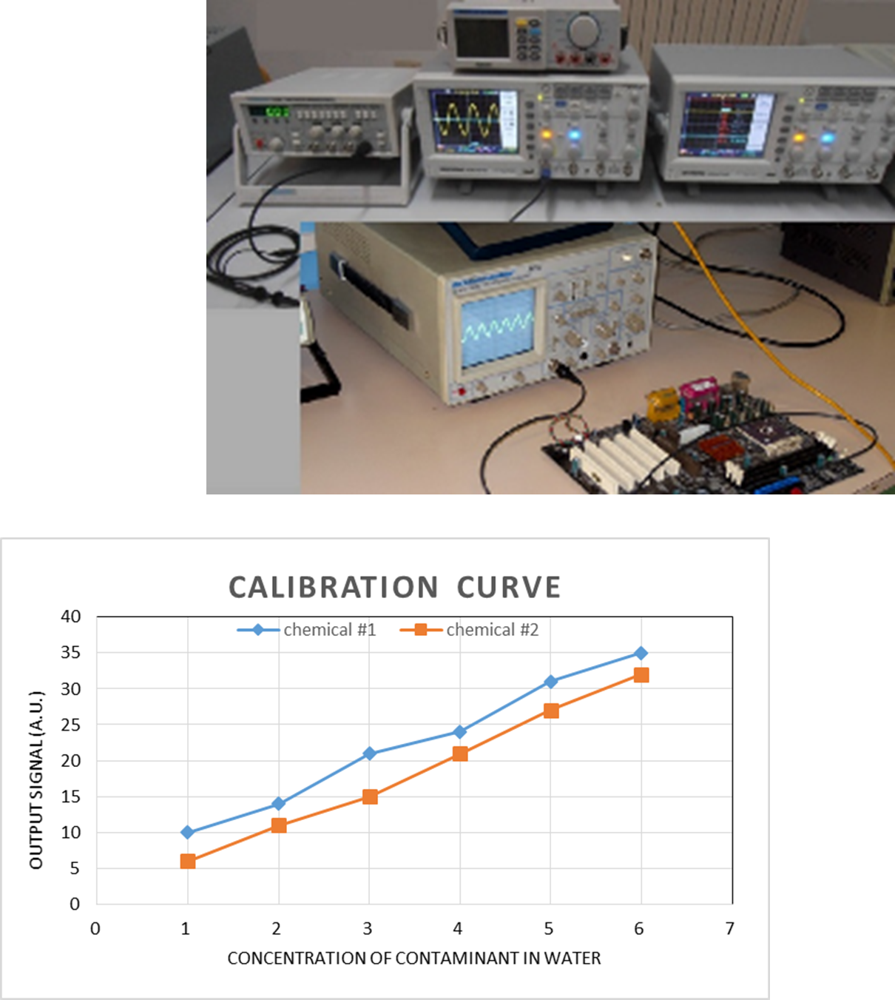 CALIBRATION CURVE
chemical #1
chemical #2
40
35
30
25
20
15
10
5
0
OUTPUT SIGNAL (A.U.)
0 1 2 3 4 5 6 7
CONCENTRATION OF CONTAMINANT IN WATER